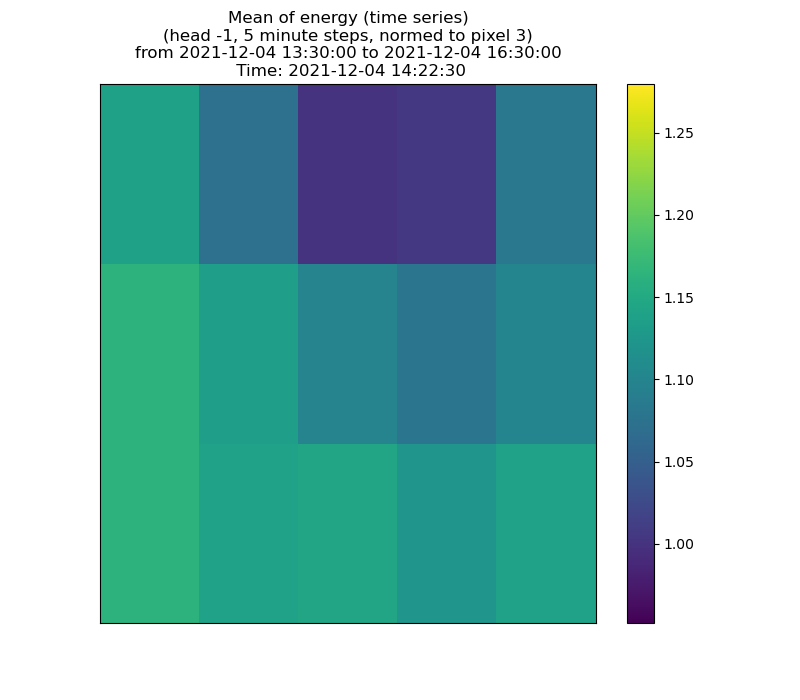 Mean of energy (time series)
(head -1, 5 minute steps, normed to pixel 3)
from 2021-12-04 13:30:00 to 2021-12-04 16:30:00
Time: 2021-12-04 14:22:30
1.25
1.20
1.15
1.10
1.05
1.00